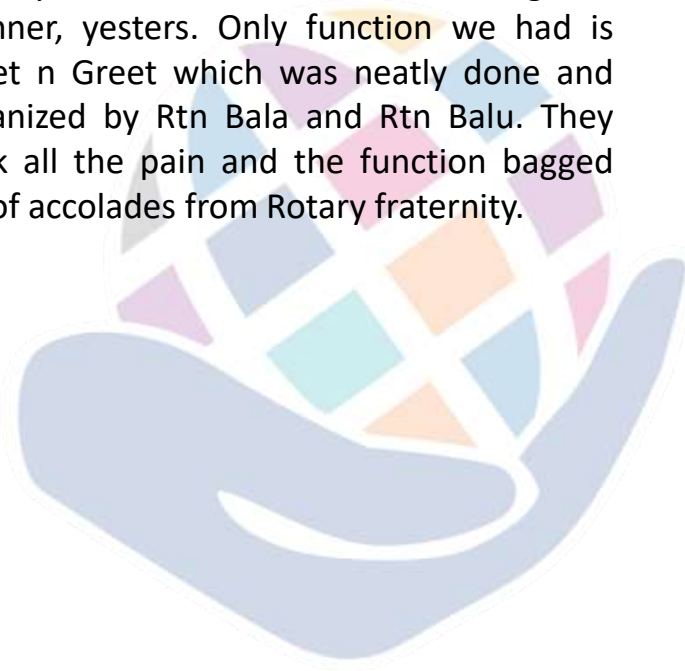 nner, yesters. Only function we had is
et n Greet which was neatly done and
anized by Rtn Bala and Rtn Balu. They
k all the pain and the function bagged
of accolades from Rotary fraternity.